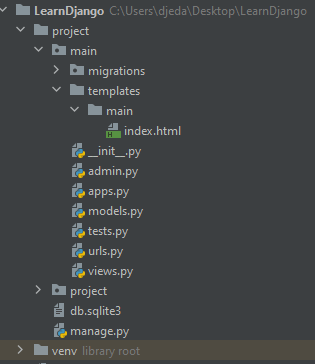 LearnDjango C:\Users\djeda\Desktop\LearnDjango
project
main
migrations
templates
main
index.html
__init__.py
admin.py
apps.py
models.py
tests.py
urls.py
views.py
project
db.sqlite3
manage.py
venv library root